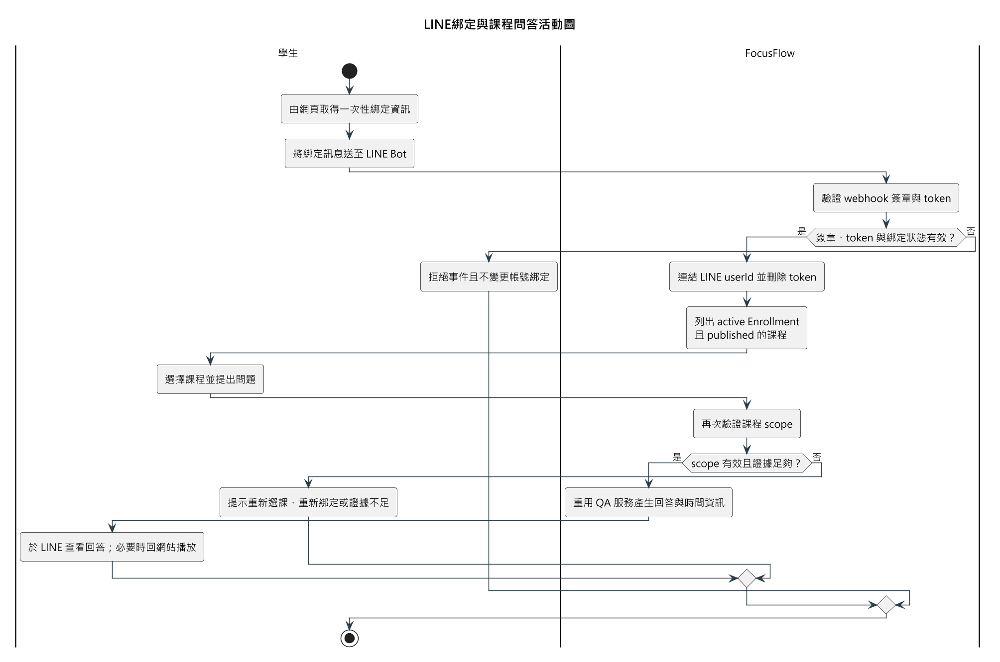 LINE綁定與課程問答活動圖
學生
FocusFlow
由網頁取得一次性綁定資訊
將綁定訊息送至 LINE Bot
驗證 webhook 簽章與 token
是
簽章、token 與綁定狀態有效？
否
拒絕事件且不變更帳號綁定
連結 LINE userId 並刪除 token
列出 active Enrollment
且 published 的課程
選擇課程並提出問題
再次驗證課程 scope
是
scope 有效且證據足夠？
否
提示重新選課、重新綁定或證據不足
重用 QA 服務產生回答與時間資訊
於 LINE 查看回答；必要時回網站播放